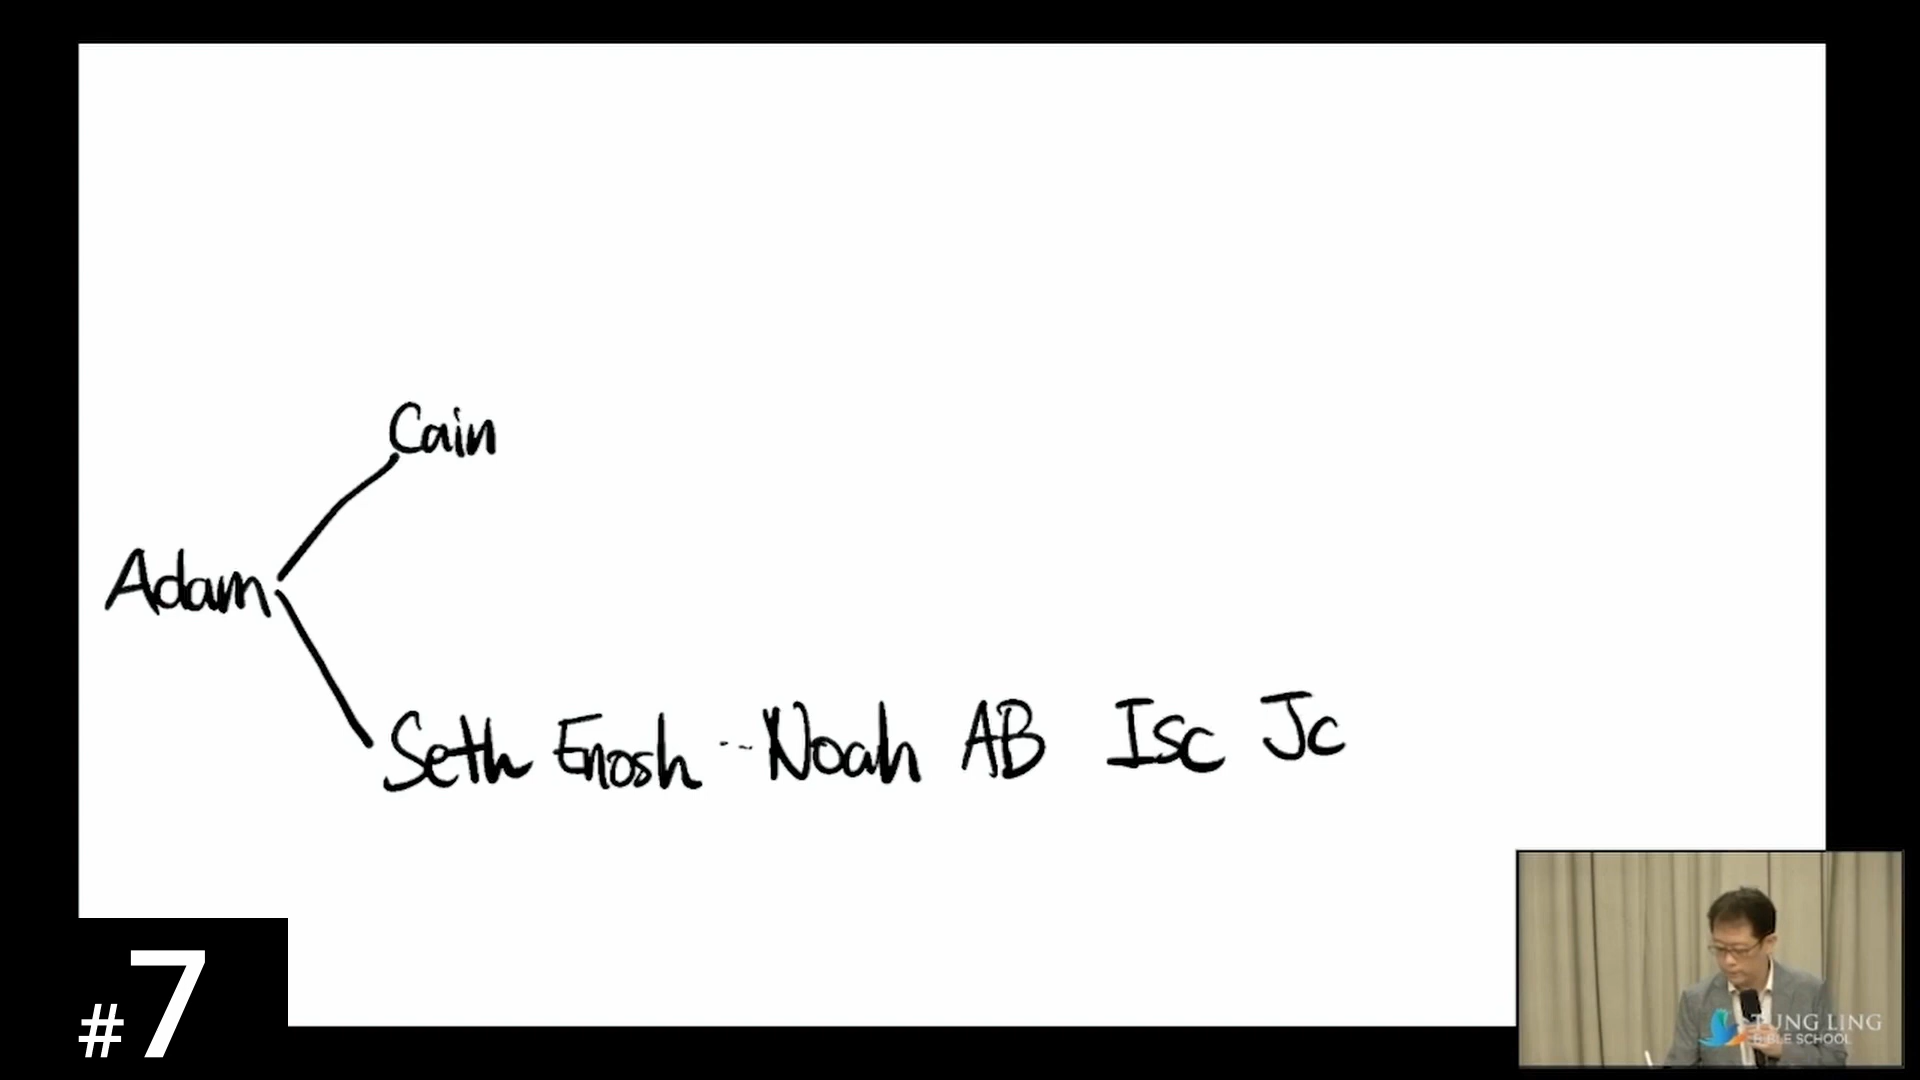 Cain
Adam
Seth Enosh -- Noah AB Isc Jc
#7
TUNG LING
BIBLE SCHOOL